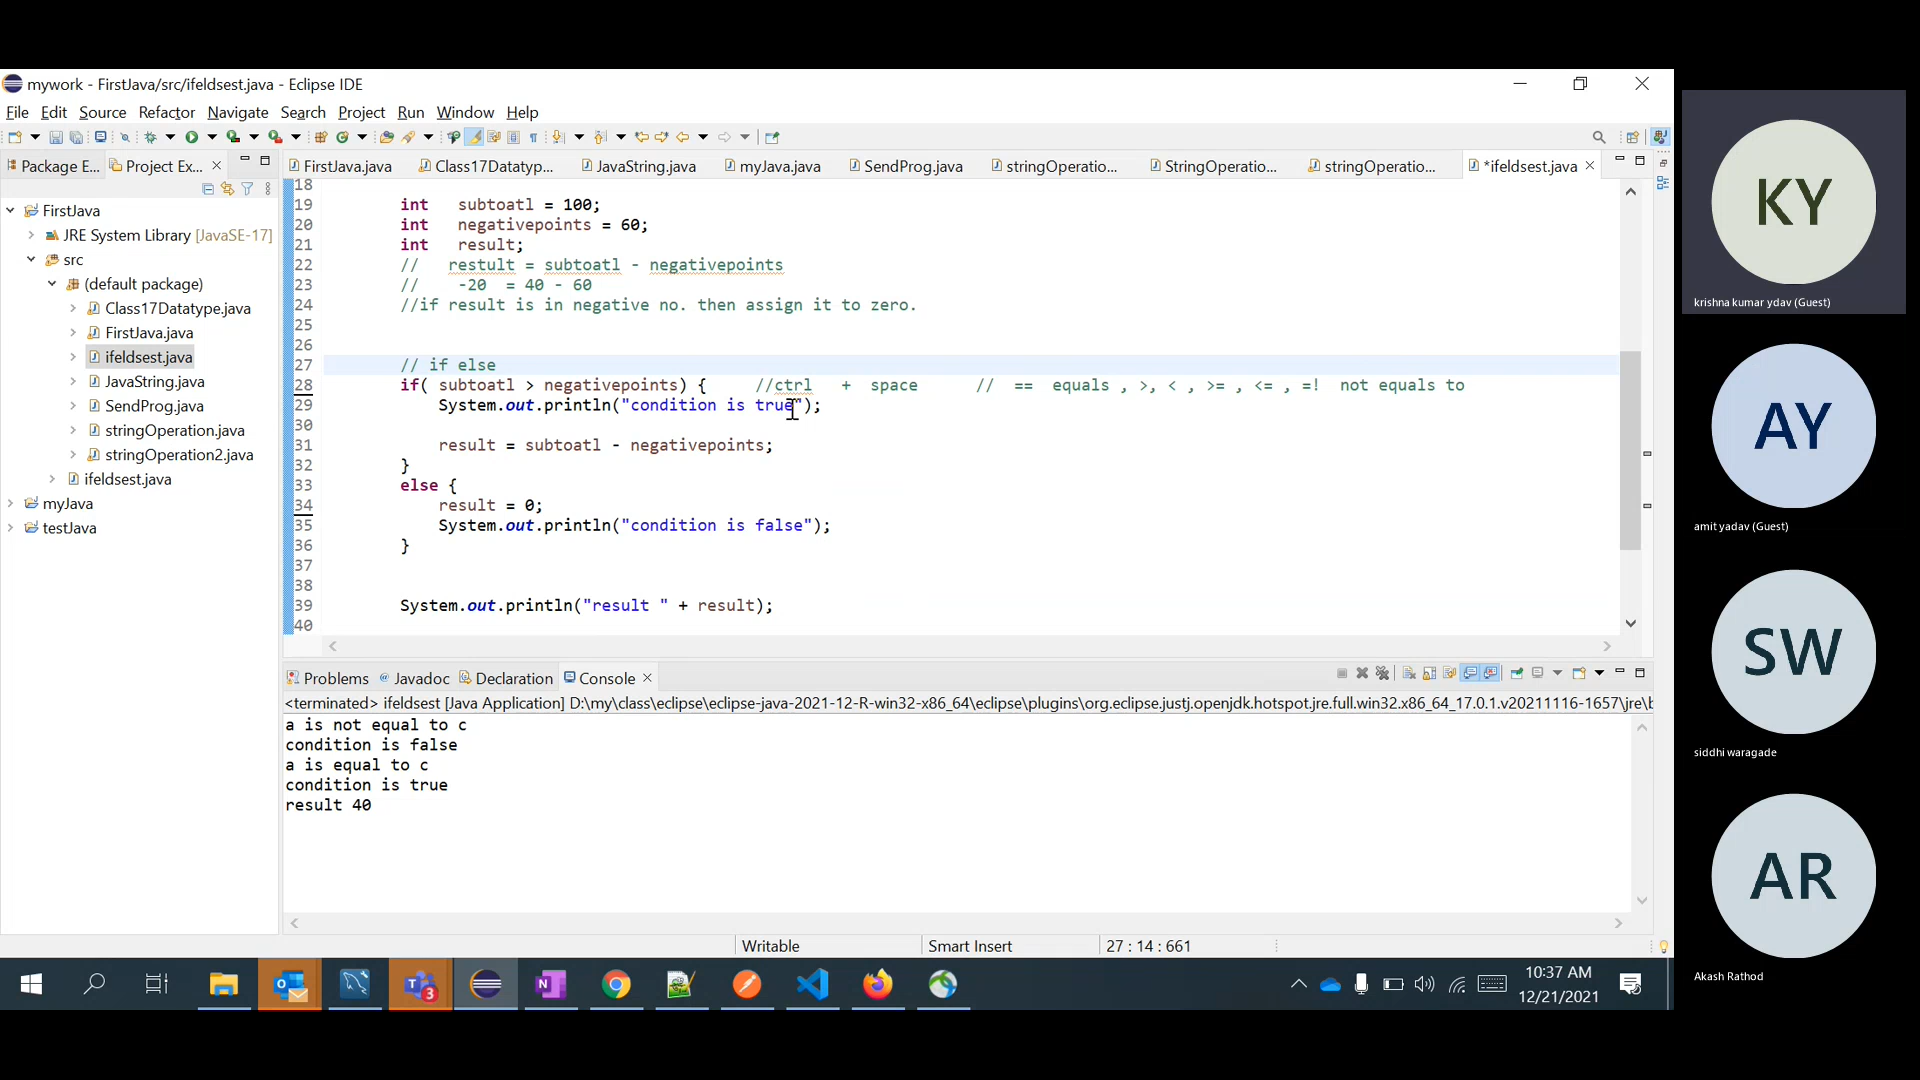 mywork - FirstJava/src/ifeldsest.java - Eclipse IDE
File Edit Source Refactor Navigate Search Project Run Window Help
Package E... Project Ex...
FirstJava.java Class17Datatyp... JavaString.java myJava.java SendProg.java stringOperatio... StringOperatio... stringOperatio... *ifeldsest.java
FirstJava
JRE System Library [JavaSE-17]
src
(default package)
Class17Datatype.java
FirstJava.java
ifeldsest.java
JavaString.java
SendProg.java
stringOperation.java
stringOperation2.java
ifeldsest.java
myJava
testJava
18
19 int subtoatl = 100;
20 int negativepoints = 60;
21 int result;
22 // restult = subtoatl - negativepoints
23 // -20 = 40 - 60
24 //if result is in negative no. then assign it to zero.
25
26
27 // if else
28 if( subtoatl > negativepoints) { //ctrl + space // == equals , >, < , >= , <= , =! not equals to
29 System.out.println("condition is true");
30
31 result = subtoatl - negativepoints;
32 }
33 else {
34 result = 0;
35 System.out.println("condition is false");
36 }
37
38
39 System.out.println("result " + result);
40
Problems Javadoc Declaration Console
<terminated> ifeldsest [Java Application] D:\my\class\eclipse\eclipse-java-2021-12-R-win32-x86_64\eclipse\plugins\org.eclipse.justj.openjdk.hotspot.jre.full.win32.x86_64_17.0.1.v20211116-1657\jre\b
a is not equal to c
condition is false
a is equal to c
condition is true
result 40
Writable Smart Insert 27 : 14 : 661
10:37 AM
12/21/2021
KY
krishna kumar ydav (Guest)
AY
amit yadav (Guest)
SW
siddhi waragade
AR
Akash Rathod